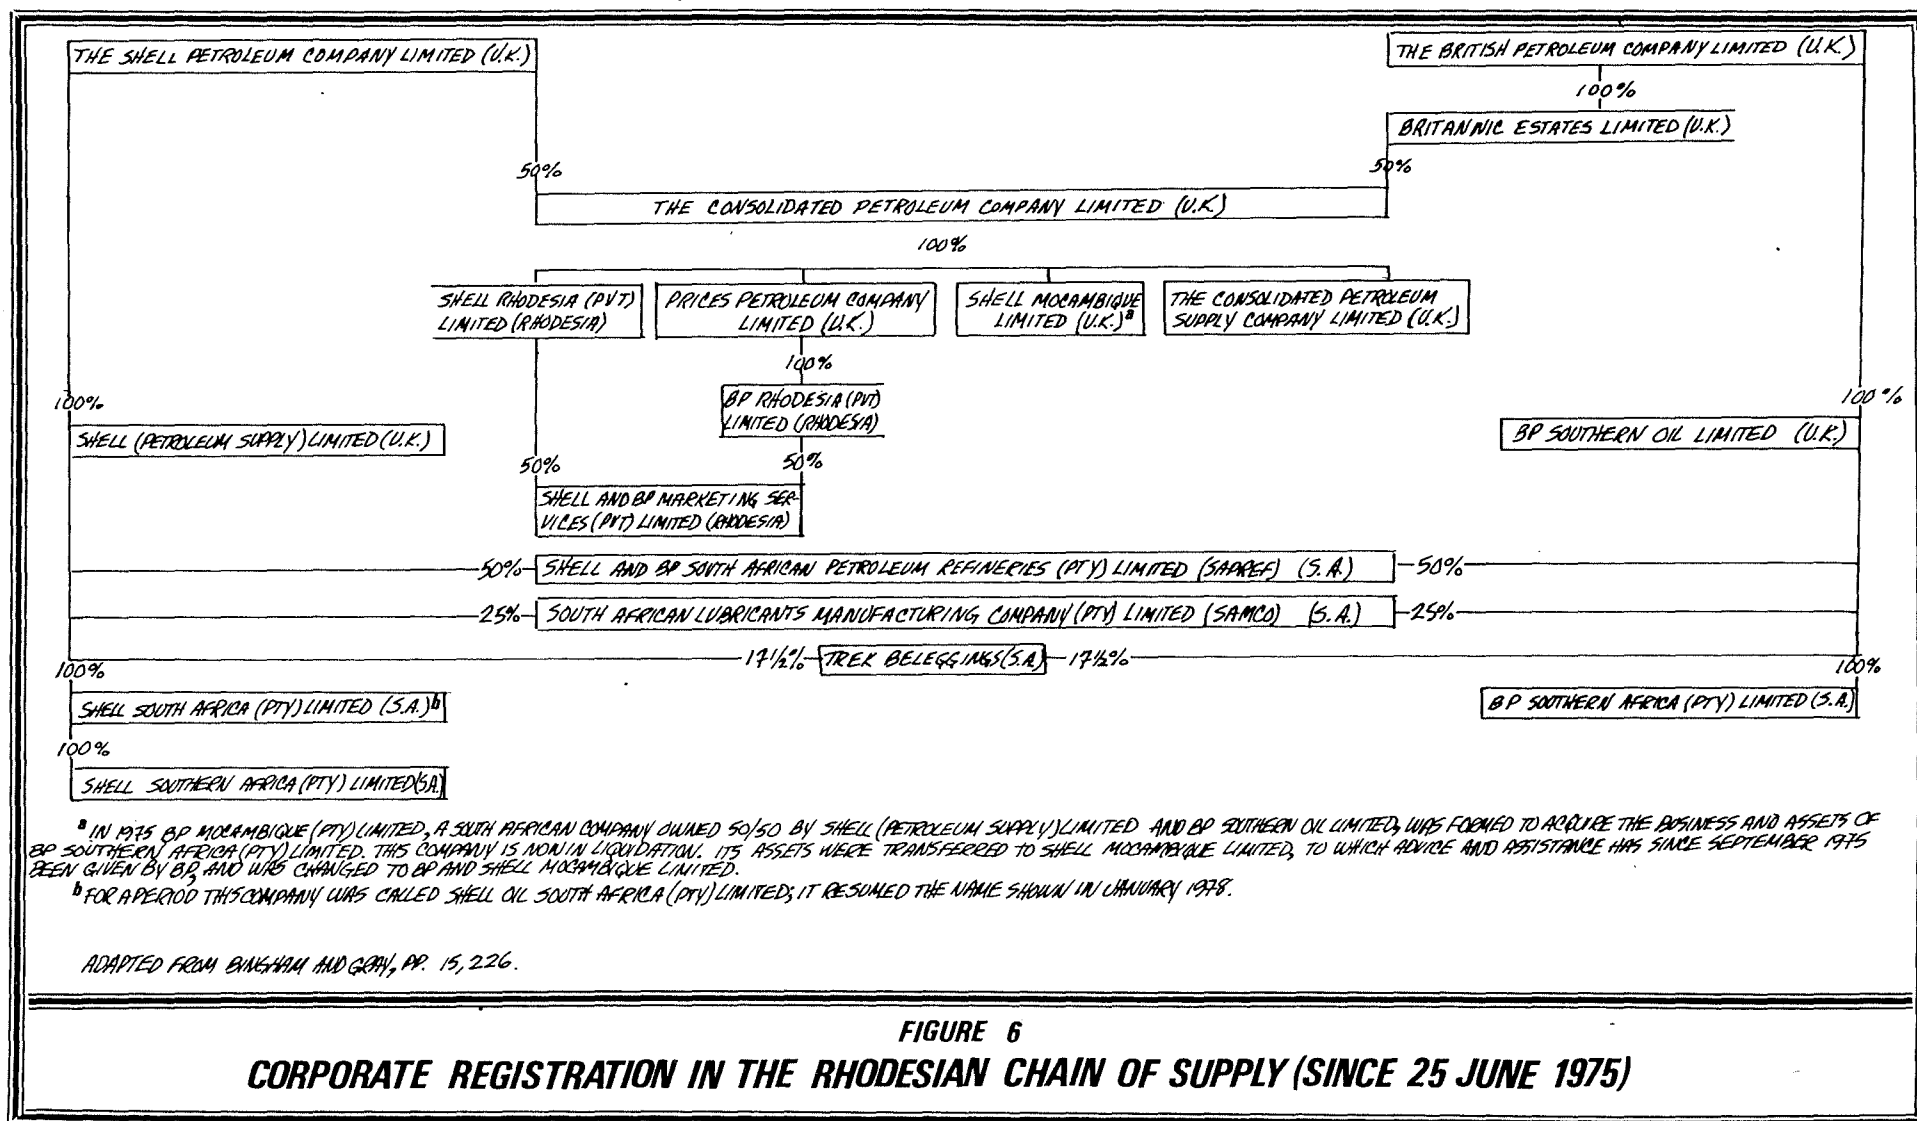 THE SHELL PETROLEUM COMPANY LIMITED (U.K.)
THE BRITISH PETROLEUM COMPANY LIMITED (U.K.)
100%
BRITANNIC ESTATES LIMITED (U.K.)
50%
50%
THE CONSOLIDATED PETROLEUM COMPANY LIMITED (U.K.)
100%
SHELL RHODESIA (PVT)
LIMITED (RHODESIA)
PRICES PETROLEUM COMPANY
LIMITED (U.K.)
SHELL MOCAMBIQUE
LIMITED (U.K.)a
THE CONSOLIDATED PETROLEUM
SUPPLY COMPANY LIMITED (U.K.)
100%
BP RHODESIA (PVT)
LIMITED (RHODESIA)
100%
100%
SHELL (PETROLEUM SUPPLY) LIMITED (U.K.)
BP SOUTHERN OIL LIMITED (U.K.)
50%
50%
SHELL AND BP MARKETING SER-
VICES (PVT) LIMITED (RHODESIA)
50% SHELL AND BP SOUTH AFRICAN PETROLEUM REFINERIES (PTY) LIMITED (SAPREF) (S.A.) 50%
25% SOUTH AFRICAN LUBRICANTS MANUFACTURING COMPANY (PTY) LIMITED (SAMCO) (S.A.) 25%
17 1/2% TREK BELEGGINGS (S.A.) 17 1/2%
100%
100%
SHELL SOUTH AFRICA (PTY) LIMITED (S.A.)b
BP SOUTHERN AFRICA (PTY) LIMITED (S.A.)
100%
SHELL SOUTHERN AFRICA (PTY) LIMITED (SA.)
a IN 1975 BP MOCAMBIQUE (PTY) LIMITED, A SOUTH AFRICAN COMPANY OWNED 50/50 BY SHELL (PETROLEUM SUPPLY) LIMITED AND BP SOUTHERN OIL LIMITED, WAS FORMED TO ACQUIRE THE BUSINESS AND ASSETS OF
BP SOUTHERN AFRICA (PTY) LIMITED. THIS COMPANY IS NON IN LIQUIDATION. ITS ASSETS WERE TRANSFERRED TO SHELL MOCAMBIQUE LIMITED, TO WHICH ADVICE AND ASSISTANCE HAS SINCE SEPTEMBER 1975
BEEN GIVEN BY BP, AND WAS CHANGED TO BP AND SHELL MOCAMBIQUE LIMITED.
b FOR A PERIOD THIS COMPANY WAS CALLED SHELL OIL SOUTH AFRICA (PTY) LIMITED; IT RESUMED THE NAME SHOWN IN JANUARY 1978.
ADAPTED FROM BINGHAM AND GRAY, PP. 15, 226.
FIGURE 6
CORPORATE REGISTRATION IN THE RHODESIAN CHAIN OF SUPPLY (SINCE 25 JUNE 1975)